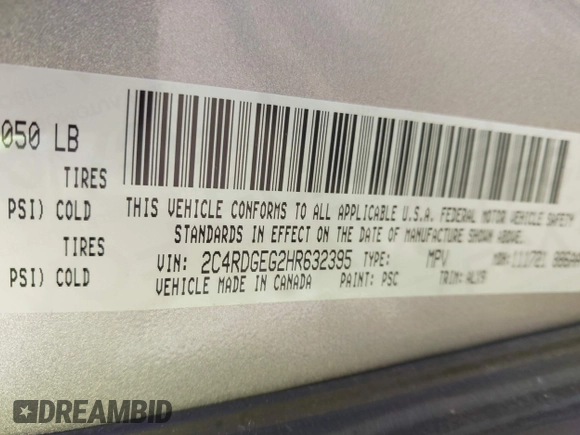 050 LB
TIRES
PSI) COLD
TIRES
PSI) COLD
THIS VEHICLE CONFORMS TO ALL APPLICABLE U.S.A. FEDERAL MOTOR VEHICLE SAFETY
STANDARDS IN EFFECT ON THE DATE OF MANUFACTURE SHOWN ABOVE.
VIN: 2C4RDGEG2HR632395 TYPE: MPV MDH:
VEHICLE MADE IN CANADA PAINT: PSC TRIM:
DREAMBID